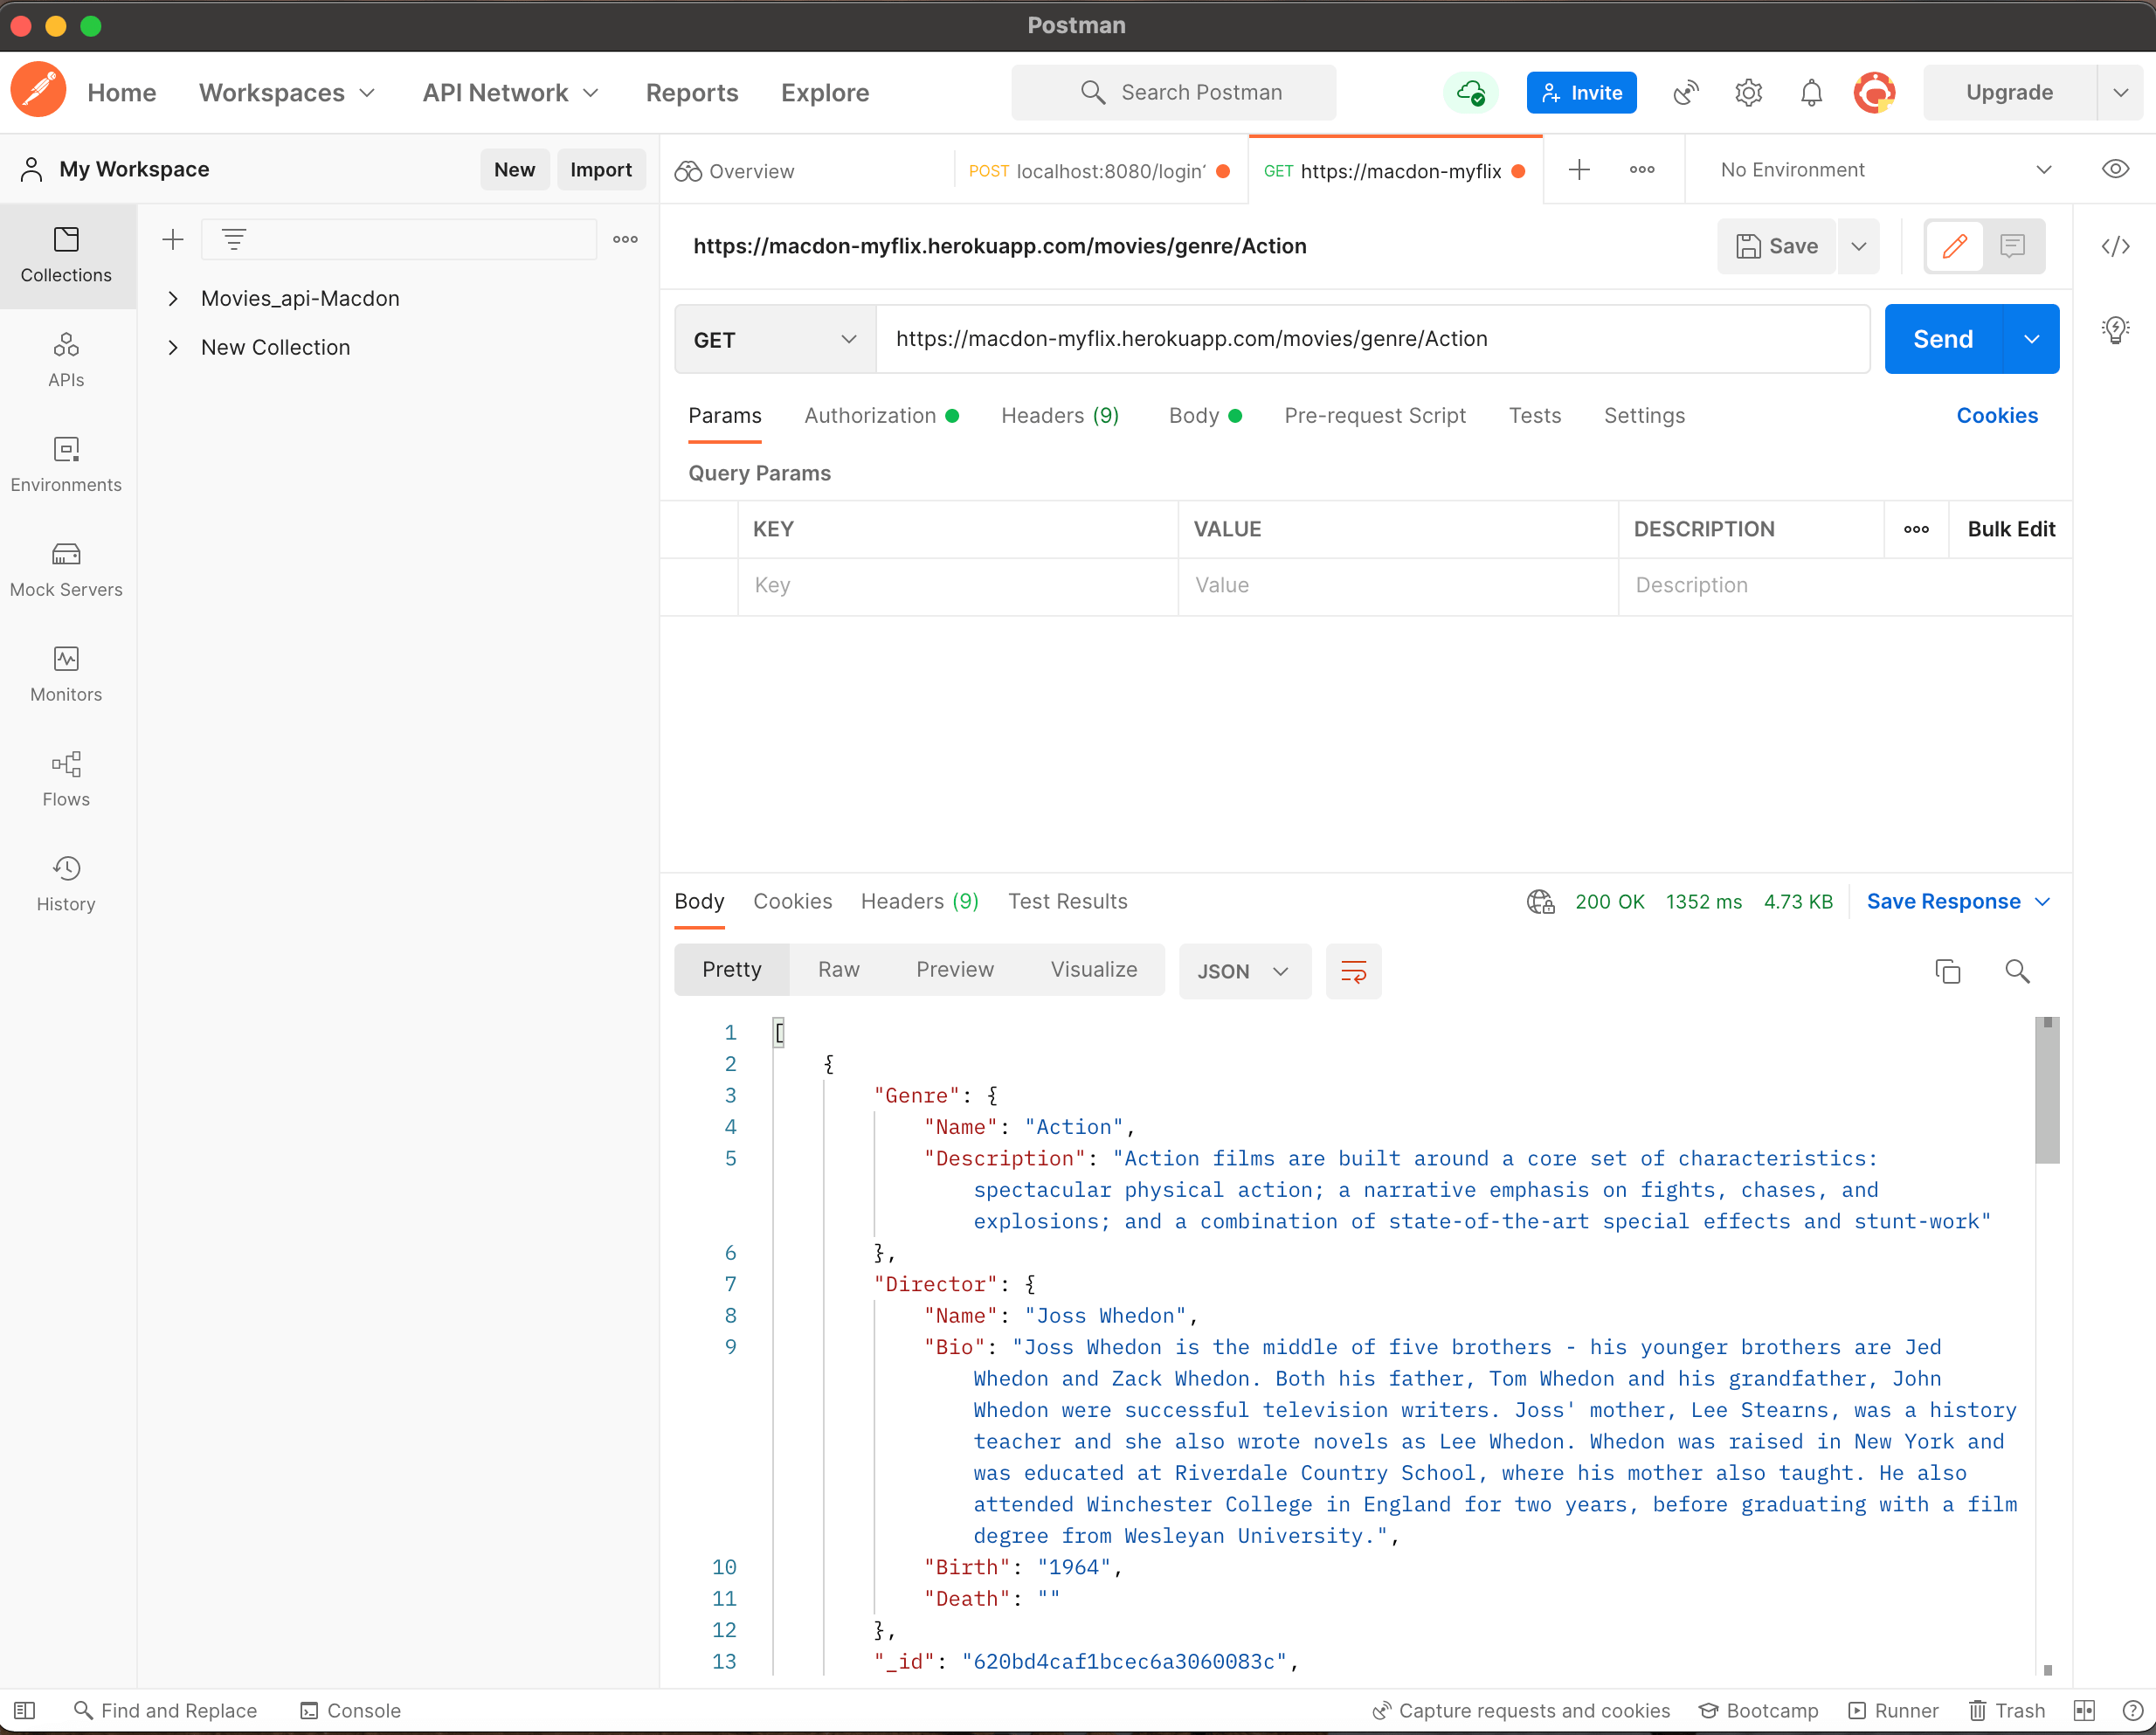 Postman
Home Workspaces API Network Reports Explore Search Postman Invite Upgrade
My Workspace New Import Overview POST localhost:8080/login GET https://macdon-myflix No Environment
https://macdon-myflix.herokuapp.com/movies/genre/Action Save </>
Collections
Movies_api-Macdon
New Collection
APIs
Environments
Mock Servers
Monitors
Flows
History
GET https://macdon-myflix.herokuapp.com/movies/genre/Action Send
Params Authorization Headers (9) Body Pre-request Script Tests Settings Cookies
Query Params
KEY VALUE DESCRIPTION Bulk Edit
Key Value Description
Body Cookies Headers (9) Test Results 200 OK 1352 ms 4.73 KB Save Response
Pretty Raw Preview Visualize JSON
1 [
2 {
3 "Genre": {
4 "Name": "Action",
5 "Description": "Action films are built around a core set of characteristics:
spectacular physical action; a narrative emphasis on fights, chases, and
explosions; and a combination of state-of-the-art special effects and stunt-work"
6 },
7 "Director": {
8 "Name": "Joss Whedon",
9 "Bio": "Joss Whedon is the middle of five brothers - his younger brothers are Jed
Whedon and Zack Whedon. Both his father, Tom Whedon and his grandfather, John
Whedon were successful television writers. Joss' mother, Lee Stearns, was a history
teacher and she also wrote novels as Lee Whedon. Whedon was raised in New York and
was educated at Riverdale Country School, where his mother also taught. He also
attended Winchester College in England for two years, before graduating with a film
degree from Wesleyan University.",
10 "Birth": "1964",
11 "Death": ""
12 },
13 "_id": "620bd4caf1bcec6a3060083c",
Find and Replace Console Capture requests and cookies Bootcamp Runner Trash